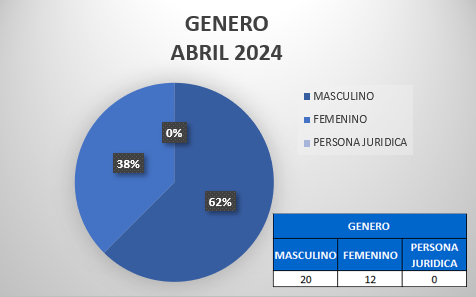 GENERO
ABRIL 2024
0%
38%
62%
MASCULINO
FEMENINO
PERSONA JURIDICA
GENERO
MASCULINO FEMENINO PERSONA JURIDICA
20 12 0